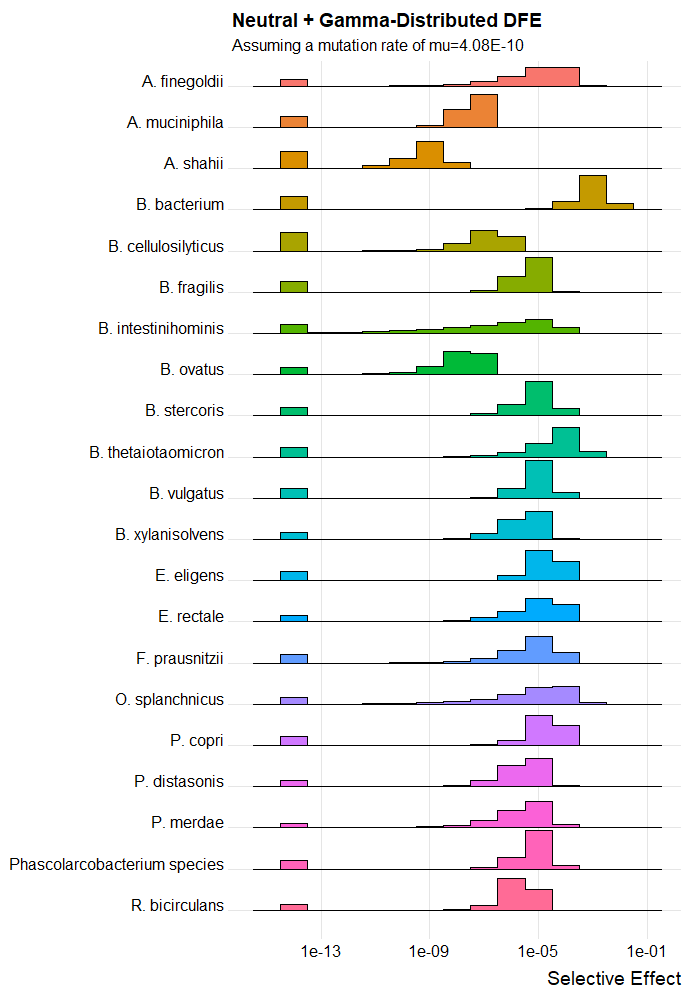 Neutral + Gamma-Distributed DFE
Assuming a mutation rate of mu=4.08E-10
A. finegoldii
A. muciniphila
A. shahii
B. bacterium
B. cellulosilyticus
B. fragilis
B. intestinihominis
B. ovatus
B. stercoris
B. thetaiotaomicron
B. vulgatus
B. xylanisolvens
E. eligens
E. rectale
F. prausnitzii
O. splanchnicus
P. copri
P. distasonis
P. merdae
Phascolarcobacterium species
R. bicirculans
1e-13 1e-09 1e-05 1e-01
Selective Effect